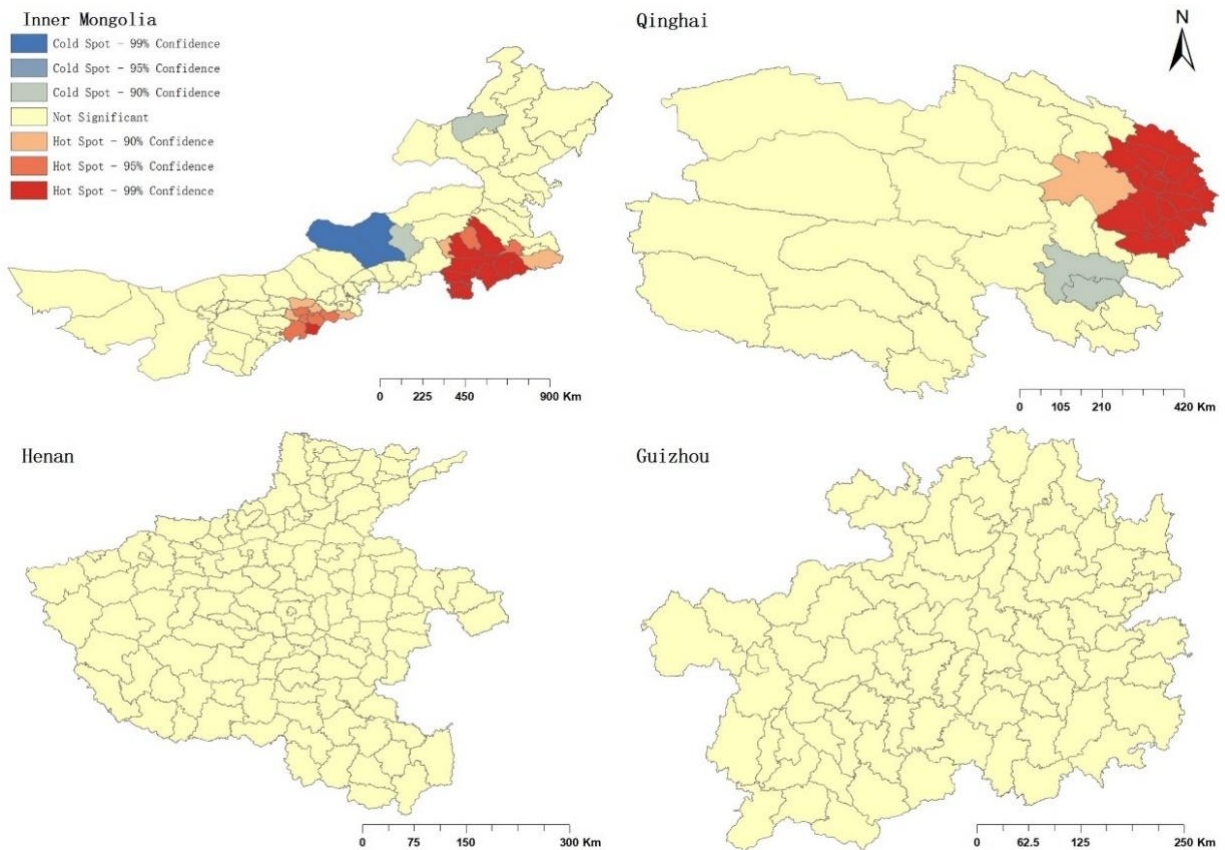 Inner Mongolia
Cold Spot - 99% Confidence
Cold Spot - 95% Confidence
Cold Spot - 90% Confidence
Not Significant
Hot Spot - 90% Confidence
Hot Spot - 95% Confidence
Hot Spot - 99% Confidence
0 225 450 900 Km
Qinghai
N
0 105 210 420 Km
Henan
0 75 150 300 Km
Guizhou
0 62.5 125 250 Km